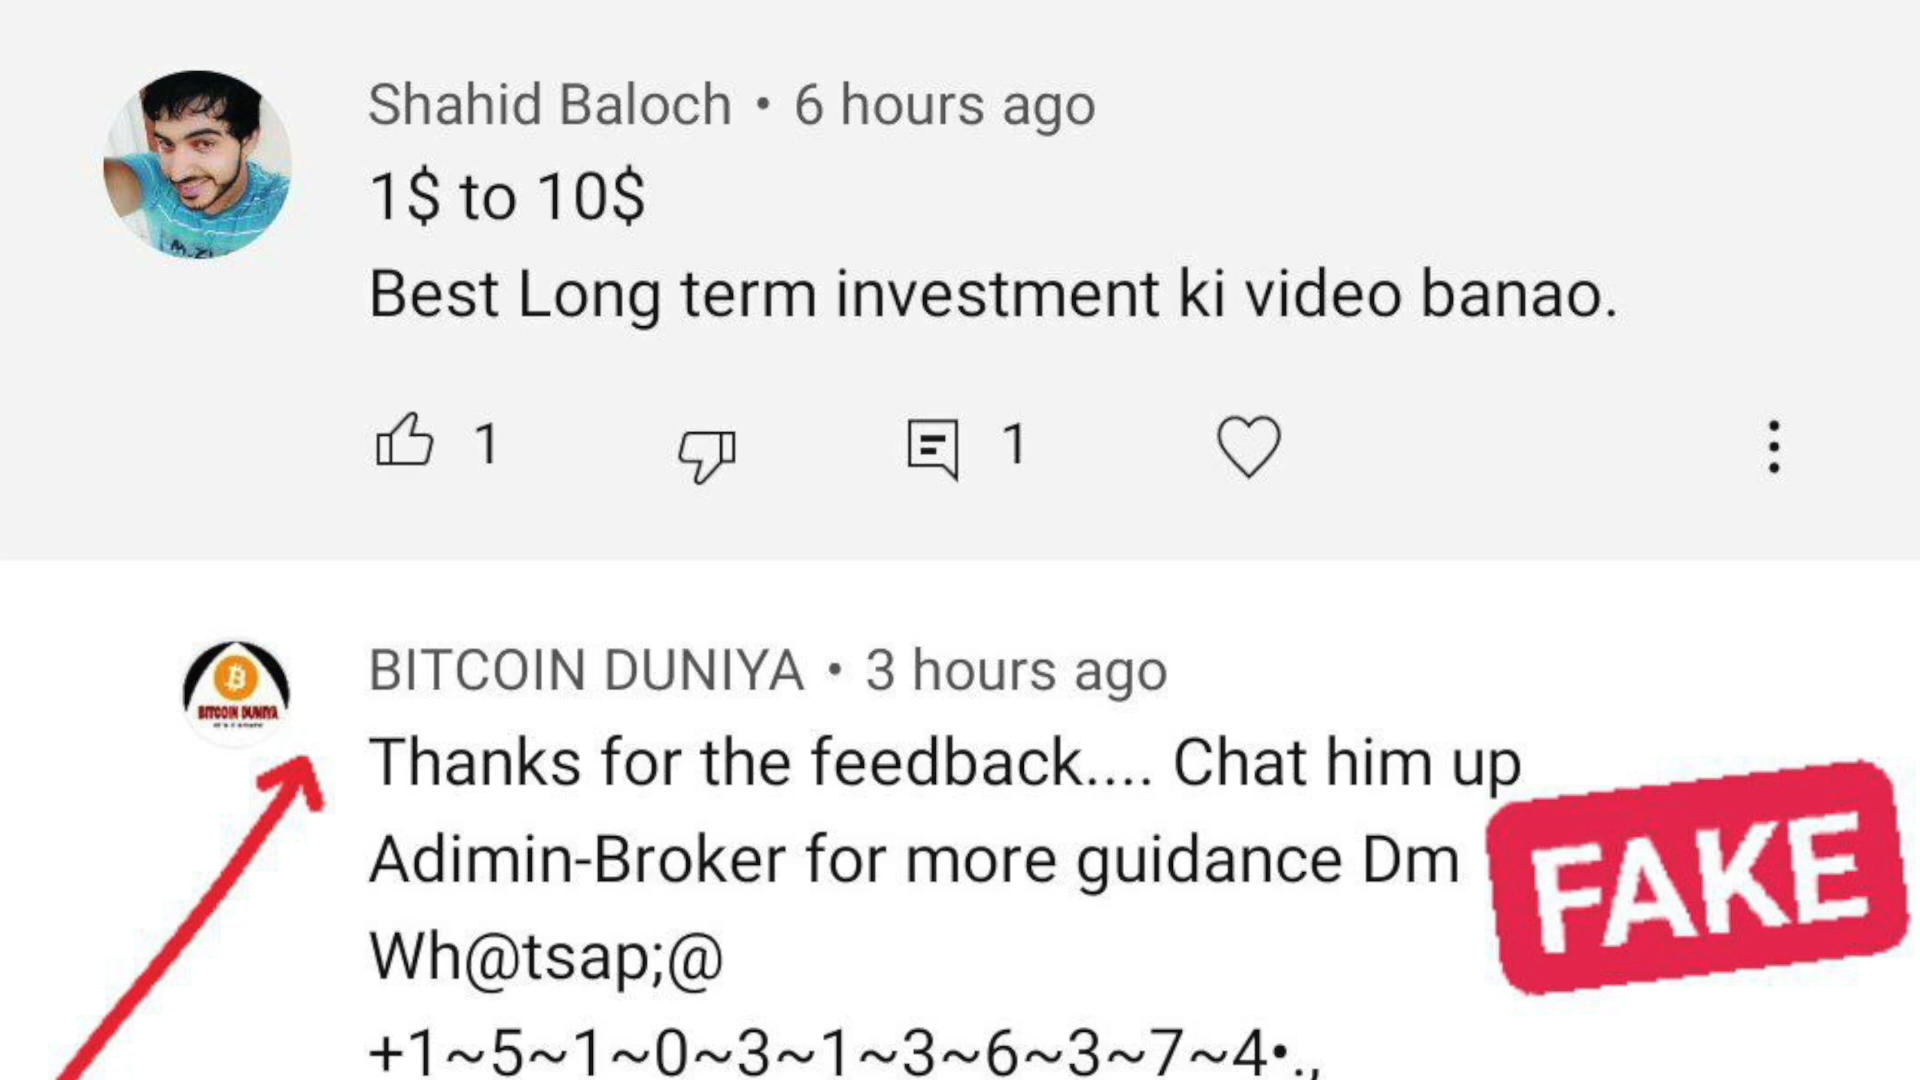 Shahid Baloch • 6 hours ago
1$ to 10$
Best Long term investment ki video banao.
1 1
BITCOIN DUNIYA • 3 hours ago
BITCOIN DUNIYA
Thanks for the feedback.... Chat him up
Adimin-Broker for more guidance Dm
FAKE
Wh@tsap;@
+1~5~1~0~3~1~3~6~3~7~4•.,